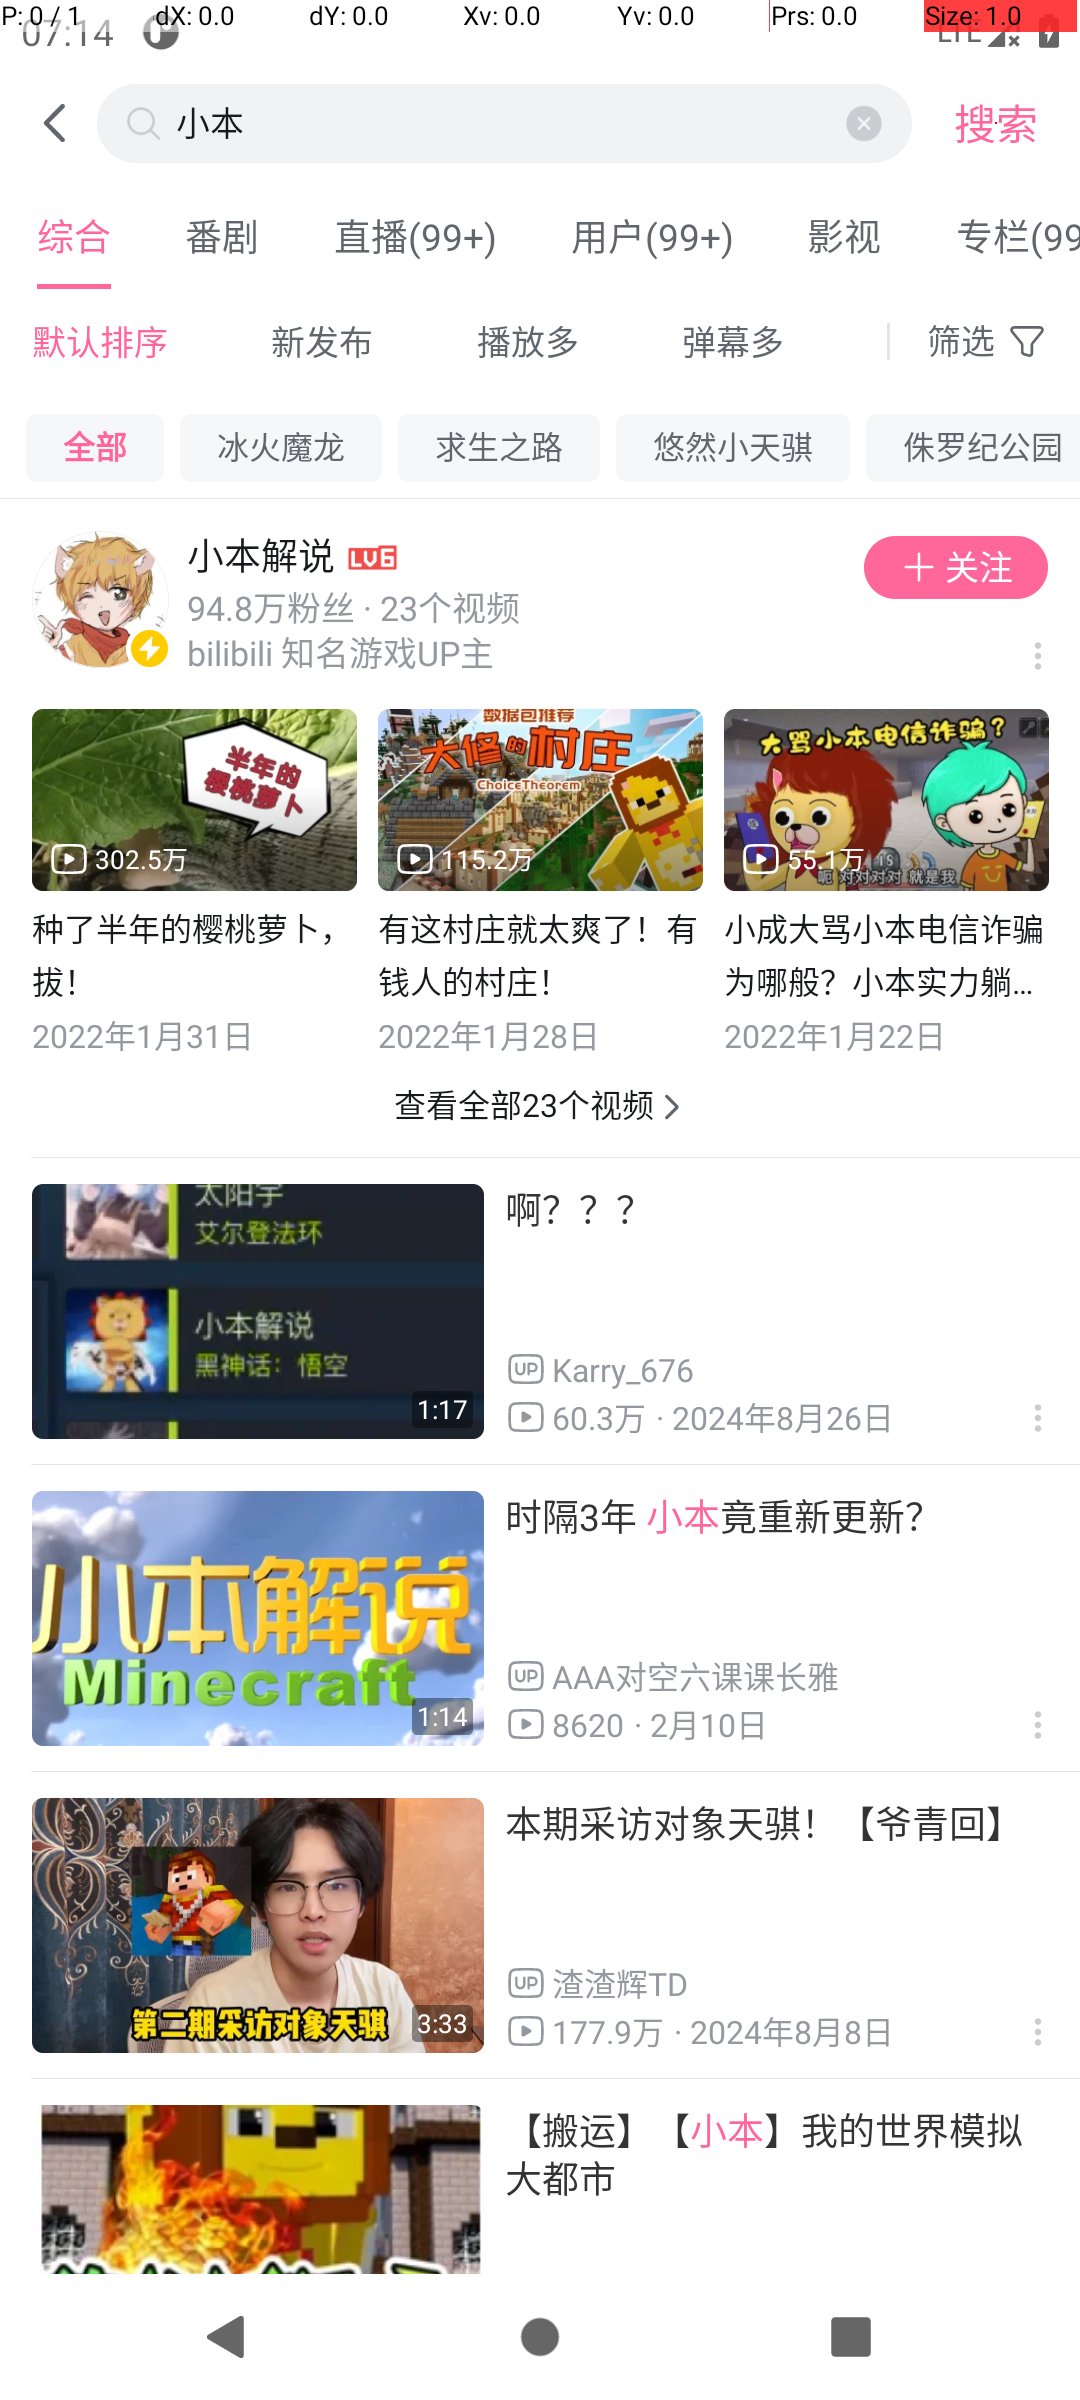 P: 0 / 1 dX: 0.0 dY: 0.0 Xv: 0.0 Yv: 0.0 Prs: 0.0 Size: 1.0
07:14 LTE
小本 搜索
综合 番剧 直播(99+) 用户(99+) 影视 专栏(99
默认排序 新发布 播放多 弹幕多 筛选
全部 冰火魔龙 求生之路 悠然小天骐 侏罗纪公园
小本解说 LV6
＋ 关注
94.8万粉丝 · 23个视频
bilibili 知名游戏UP主
半年的
樱桃萝卜
302.5万
数据包推荐
大修的村庄
ChoiceTheorem
115.2万
大骂小本电信诈骗？
55.1万
呃 对对对对 就是我
种了半年的樱桃萝卜，
拔！
2022年1月31日
有这村庄就太爽了！有
钱人的村庄！
2022年1月28日
小成大骂小本电信诈骗
为哪般？小本实力躺...
2022年1月22日
查看全部23个视频
太阳宇
艾尔登法环
小本解说
黑神话：悟空
1:17
啊？？？
UP Karry_676
60.3万 · 2024年8月26日
小本解说
Minecraft
1:14
时隔3年 小本竟重新更新？
UP AAA对空六课课长雅
8620 · 2月10日
第二期采访对象天骐
3:33
本期采访对象天骐！【爷青回】
UP 渣渣辉TD
177.9万 · 2024年8月8日
【搬运】【小本】我的世界模拟
大都市